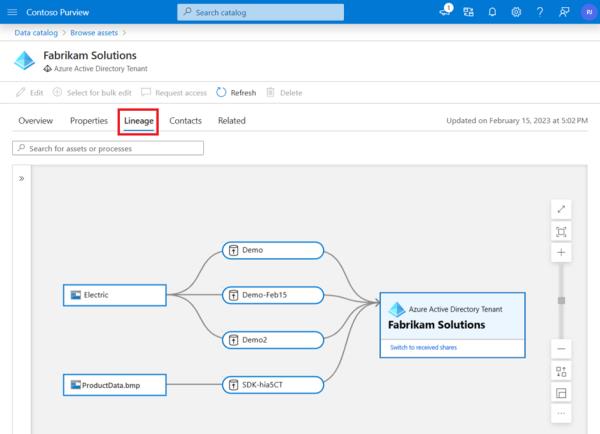 Contoso Purview
Search catalog
1
?
PJ
Data catalog > Browse assets >
Fabrikam Solutions
Azure Active Directory Tenant
Edit Select for bulk edit Request access Refresh Delete
Overview Properties Lineage Contacts Related Updated on February 15, 2023 at 5:02 PM
Search for assets or processes
Demo
Electric
Demo-Feb15
Azure Active Directory Tenant
Fabrikam Solutions
Demo2
Switch to received shares
ProductData.bmp
SDK-hia5CT